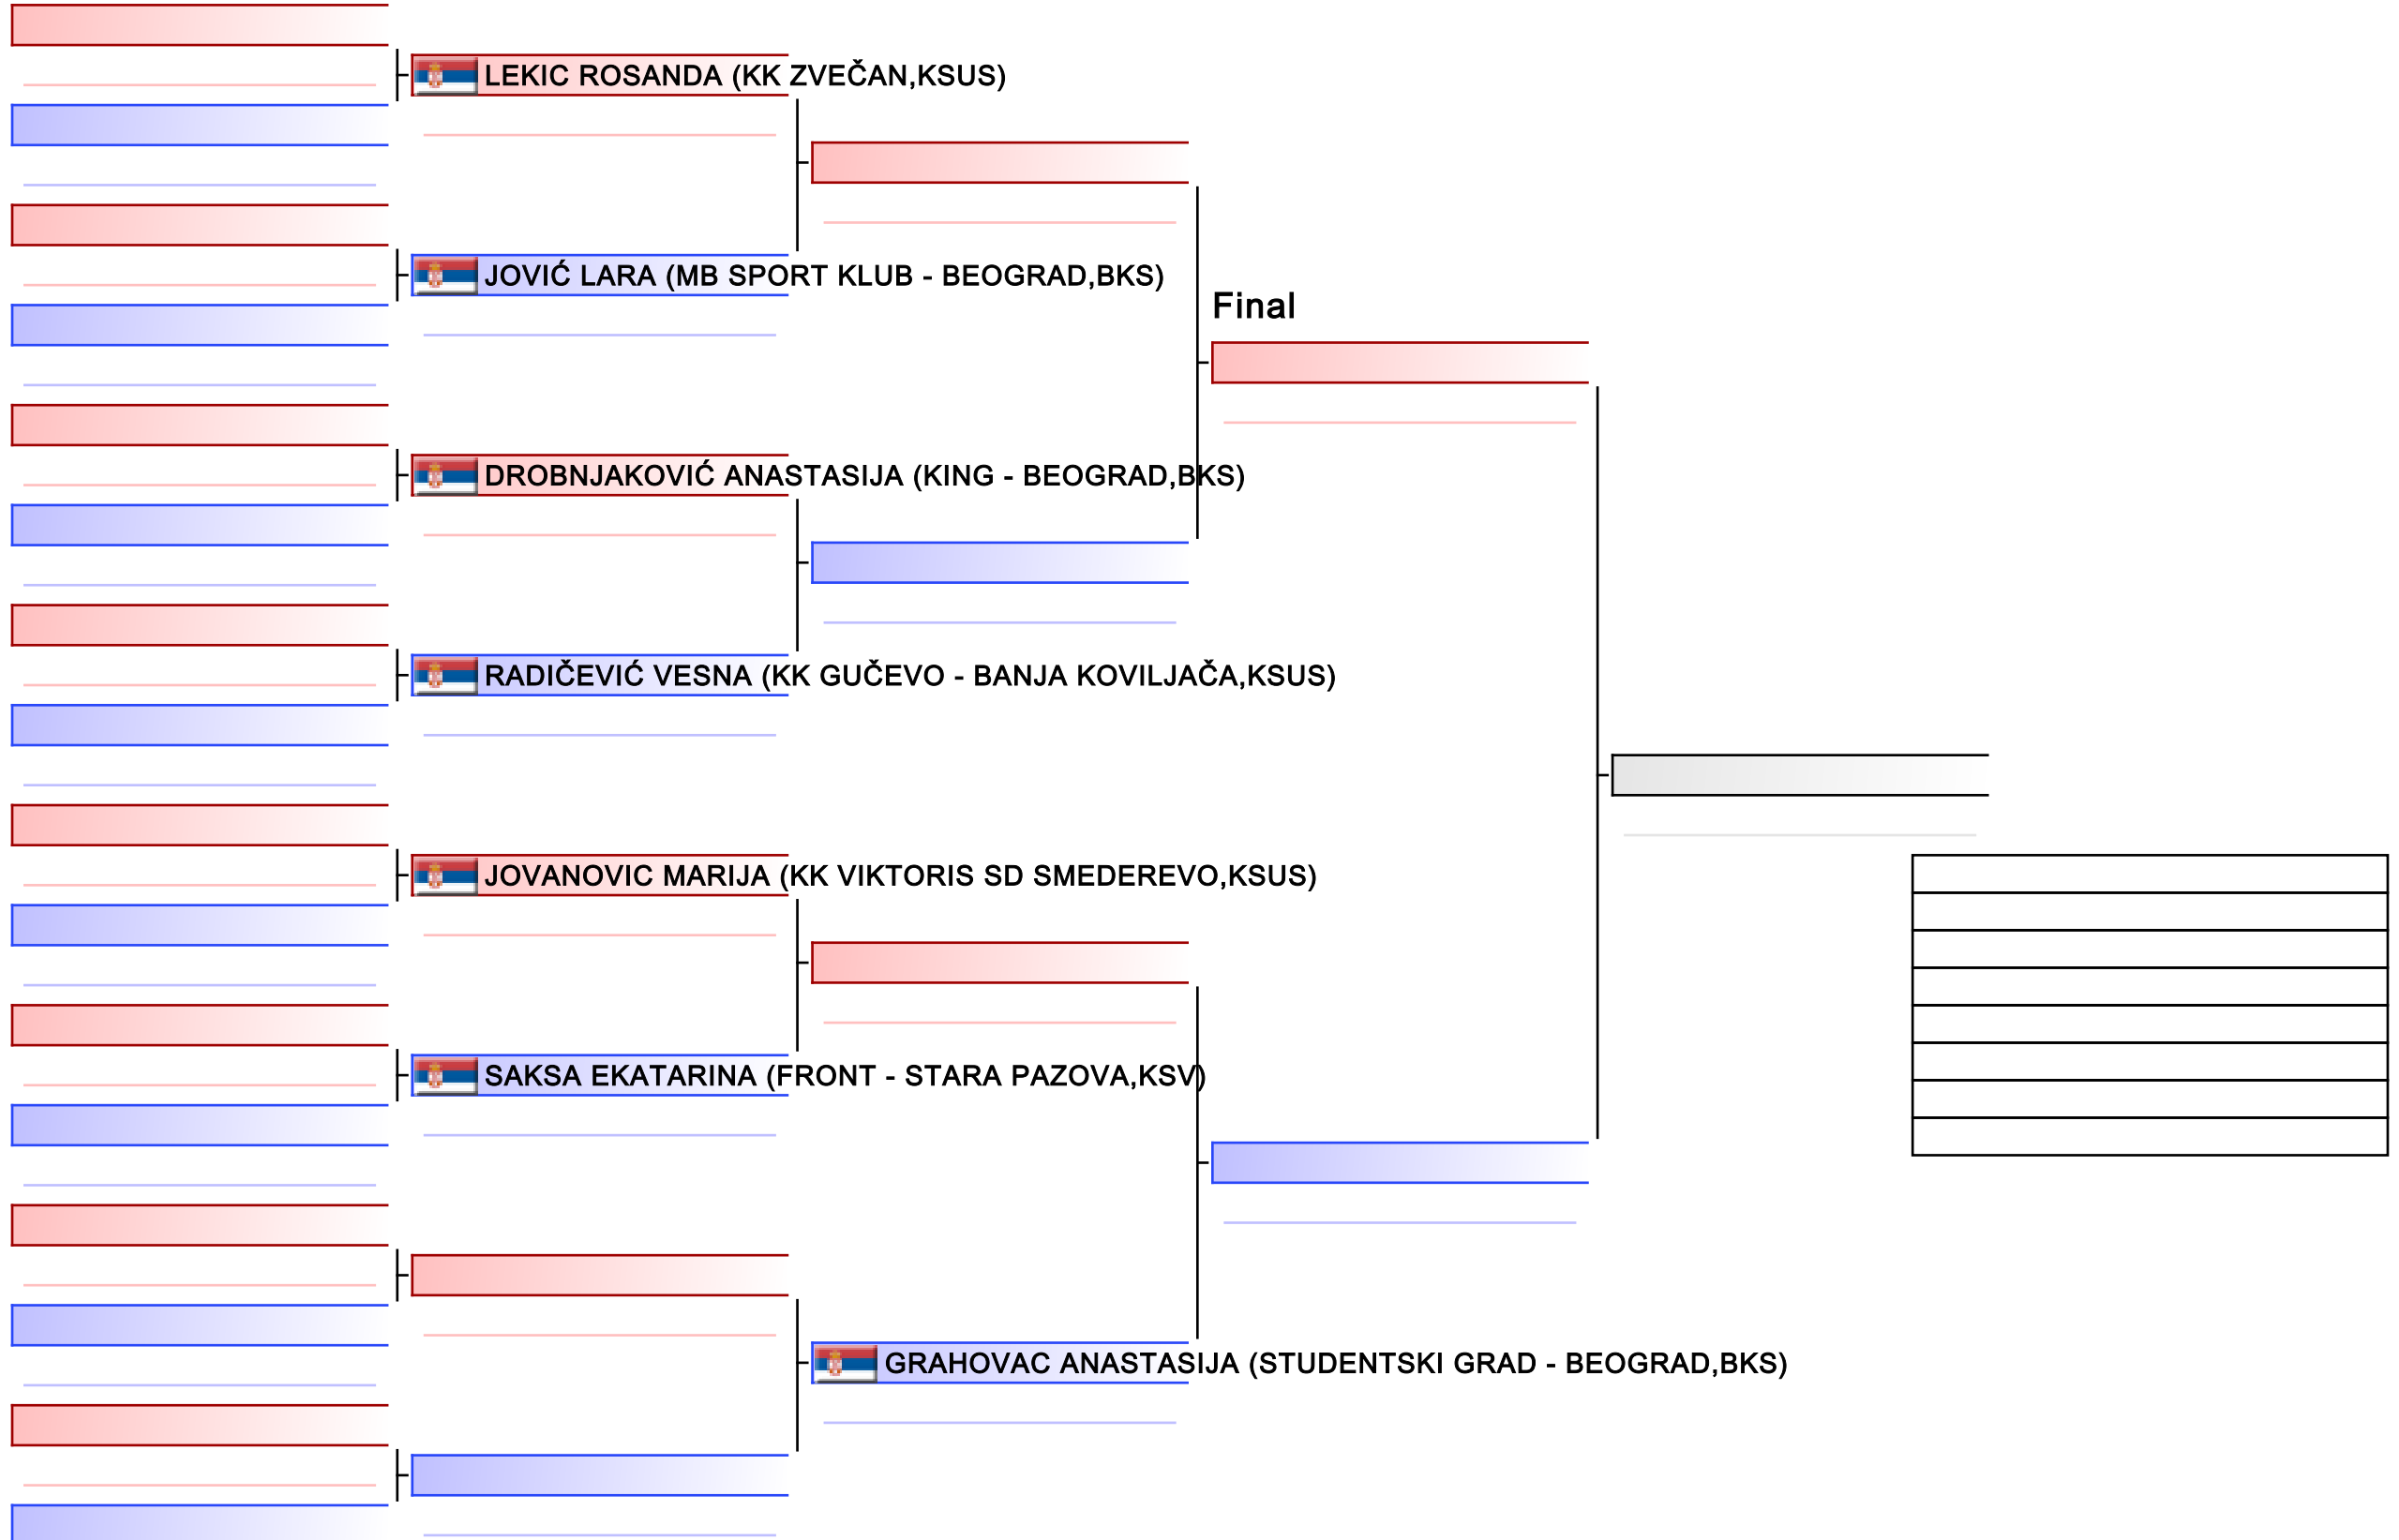 LEKIC ROSANDA (KK ZVEČAN,KSUS)
JOVIĆ LARA (MB SPORT KLUB - BEOGRAD,BKS)
Final
DROBNJAKOVIĆ ANASTASIJA (KING - BEOGRAD,BKS)
RADIČEVIĆ VESNA (KK GUČEVO - BANJA KOVILJAČA,KSUS)
JOVANOVIC MARIJA (KK VIKTORIS SD SMEDEREVO,KSUS)
SAKSA EKATARINA (FRONT - STARA PAZOVA,KSV)
GRAHOVAC ANASTASIJA (STUDENTSKI GRAD - BEOGRAD,BKS)